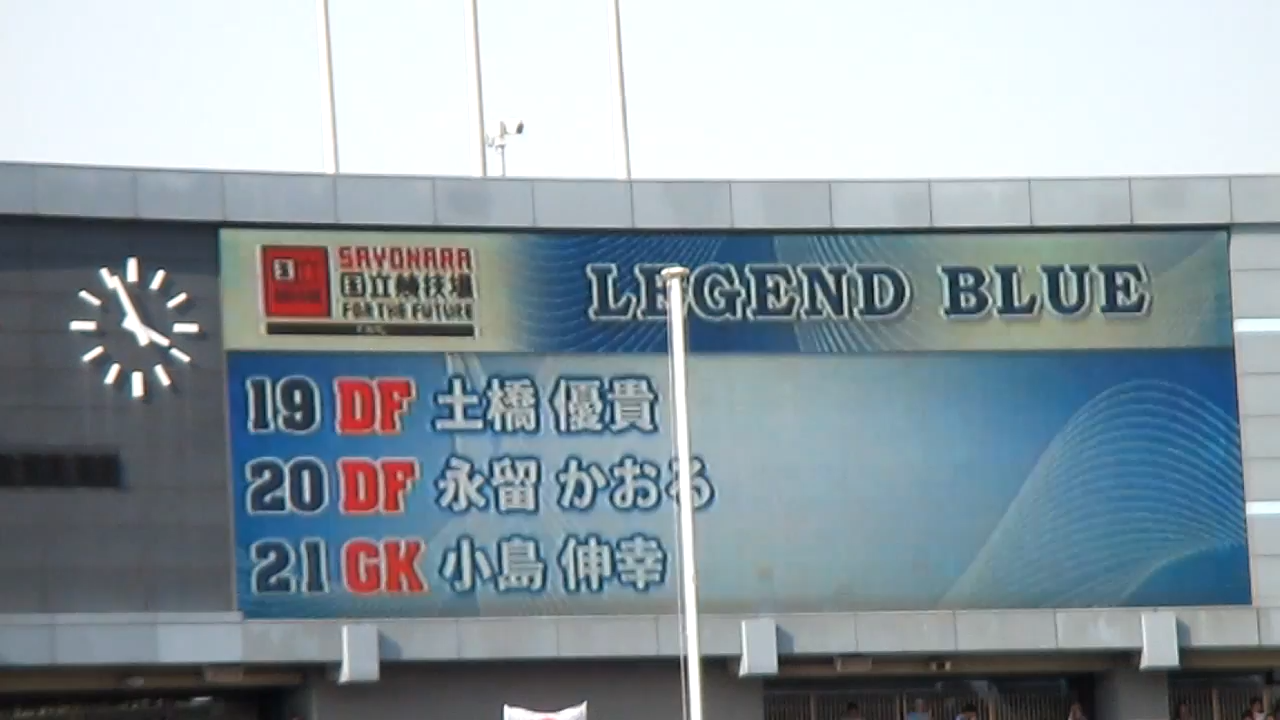 SAYONARA
国立競技場
FOR THE FUTURE
LEGEND BLUE
19 DF 土橋 優貴
20 DF 永留 かおる
21 GK 小島 伸幸